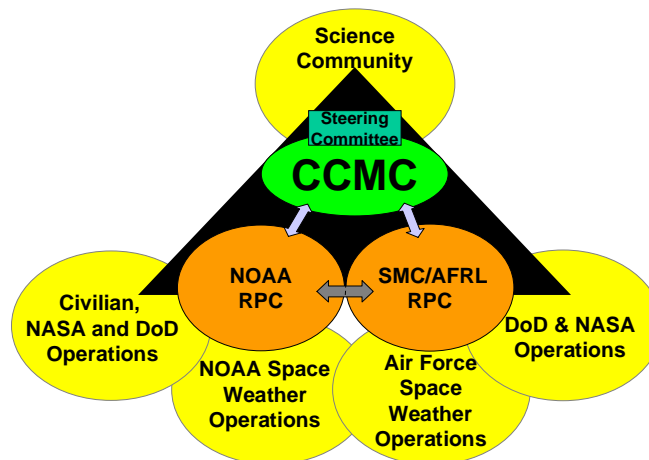 Science
Community
Steering
Committee
CCMC
NOAA
RPC
SMC/AFRL
RPC
Civilian,
NASA and DoD
Operations
DoD & NASA
Operations
NOAA Space
Weather
Operations
Air Force
Space
Weather
Operations